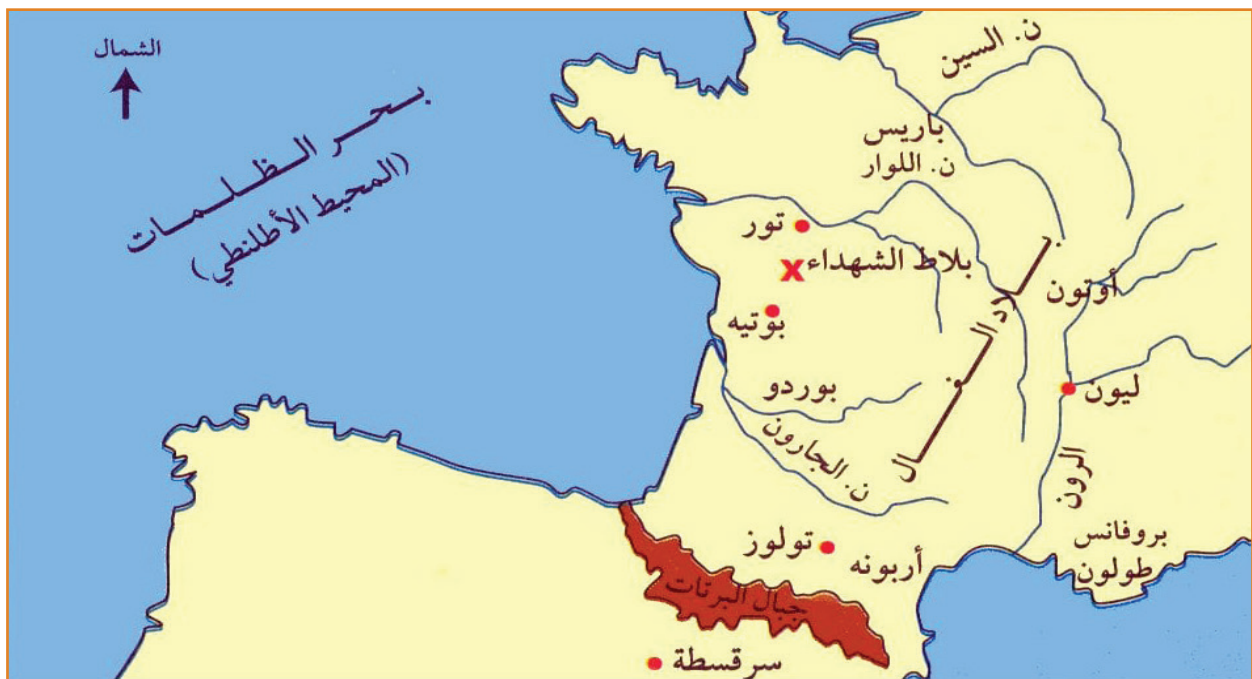 الشمال
بحر الظلمات
(المحيط الأطلنطي)
ن. السين
باريس
ن. اللوار
تور
بلاط الشهداء
بوتيه
أوتون
بلاد الغال
ليون
بوردو
ن. الجارون
الرون
بروفانس
طولون
تولوز
أربونه
جبال البرتات
سرقسطة